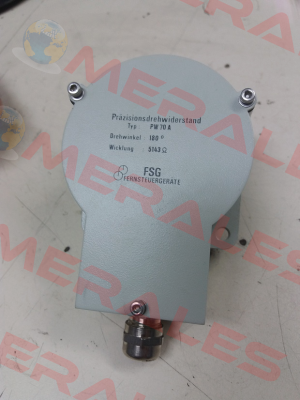 Präzisionsdrehwiderstand
Typ. PW 70 A
Drehwinkel . 180 °
Wicklung . 5743 Ω
FSG
FERNSTEUERGERÄTE
MERALES
MERALES
MERALES